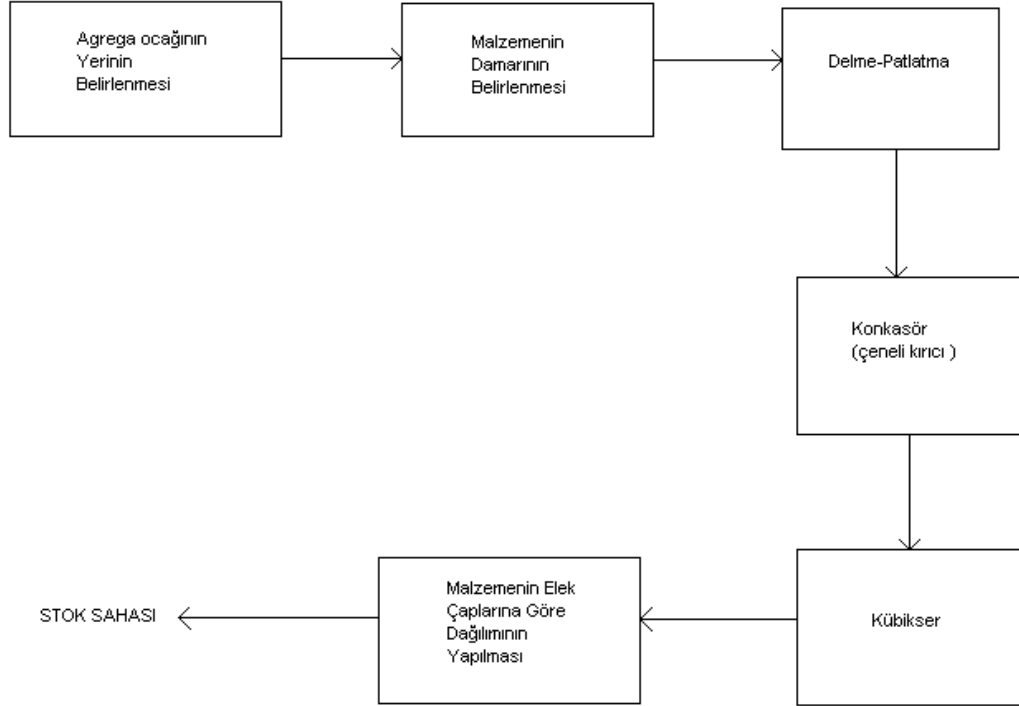 Agrega ocağının
Yerinin
Belirlenmesi
Malzemenin
Damarının
Belirlenmesi
Delme-Patlatma
Konkasör
(çeneli kırıcı )
Kübikser
Malzemenin Elek
Çaplarına Göre
Dağılımının
Yapılması
STOK SAHASI